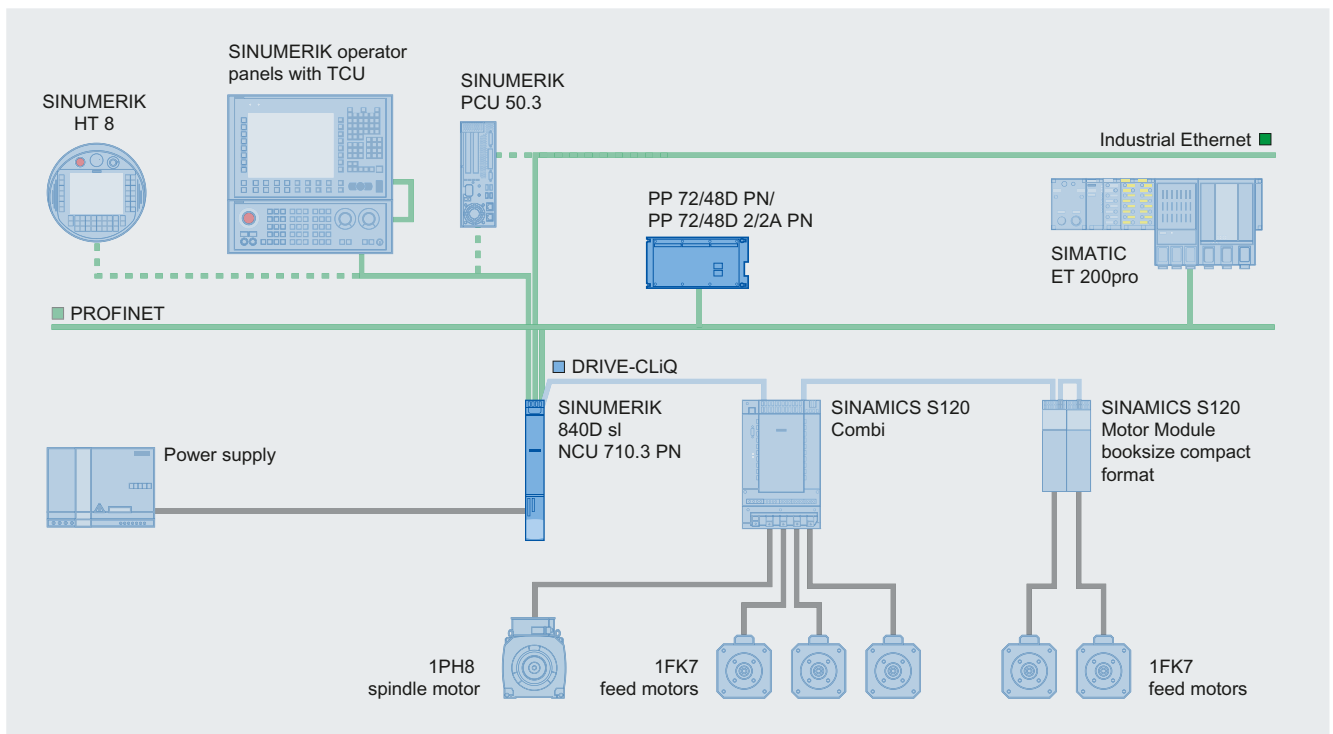 SINUMERIK operator
panels with TCU
SINUMERIK
PCU 50.3
SINUMERIK
HT 8
Industrial Ethernet
PP 72/48D PN/
PP 72/48D 2/2A PN
SIMATIC
ET 200pro
PROFINET
DRIVE-CLiQ
SINUMERIK
840D sl
NCU 710.3 PN
SINAMICS S120
Combi
SINAMICS S120
Motor Module
booksize compact
format
Power supply
1PH8
spindle motor
1FK7
feed motors
1FK7
feed motors